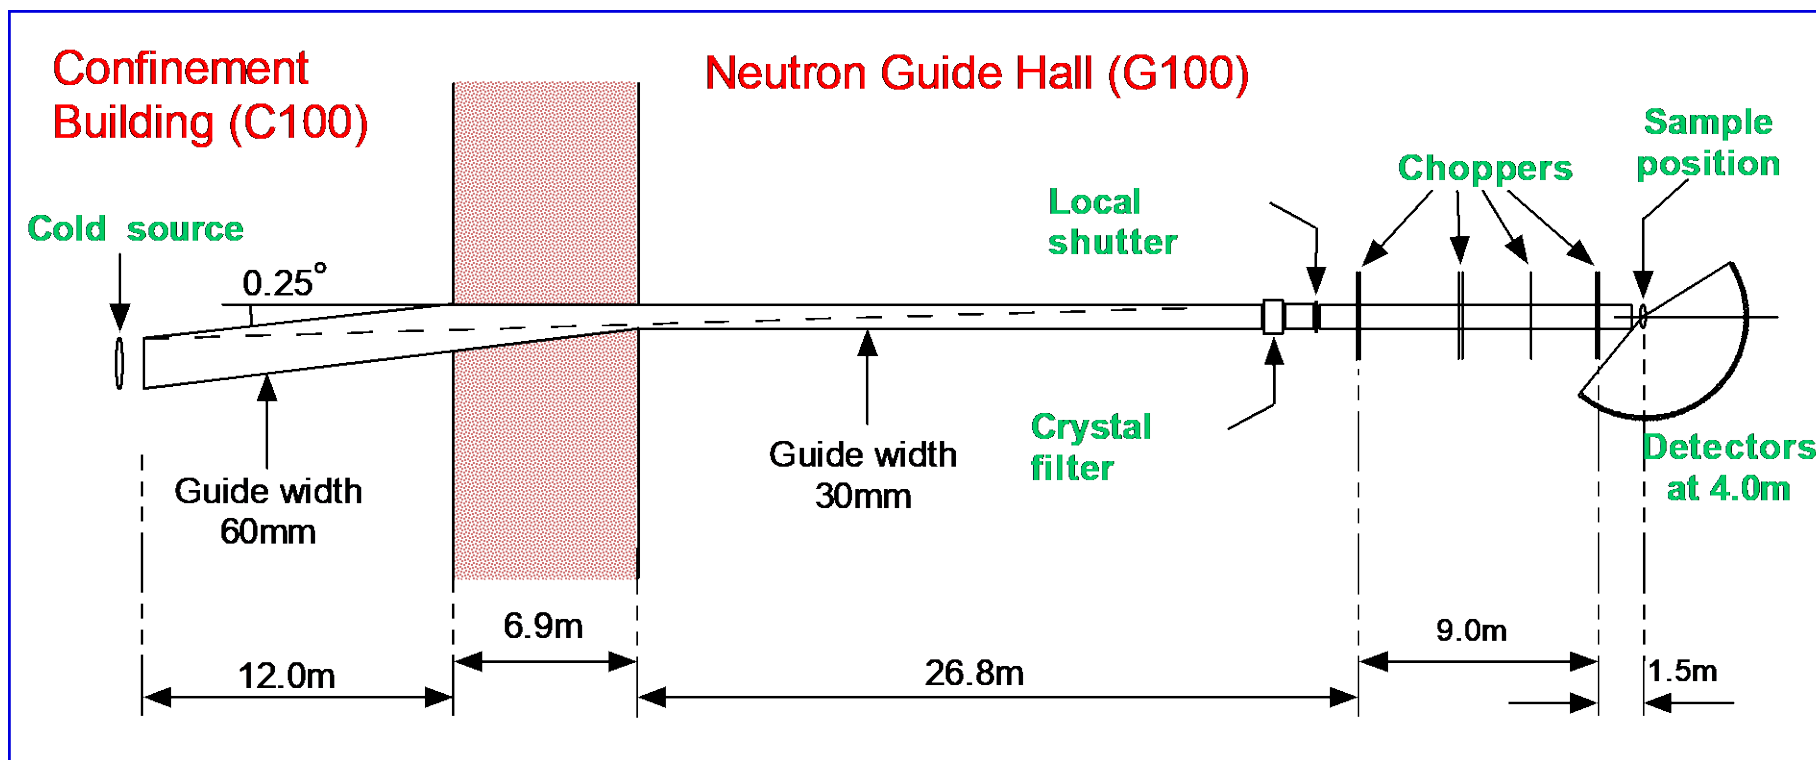 Confinement
Building (C100)
Neutron Guide Hall (G100)
Sample
position
Choppers
Local
shutter
Cold source
0.25°
Crystal
filter
Guide width
30mm
Detectors
at 4.0m
Guide width
60mm
6.9m
9.0m
12.0m
26.8m
1.5m